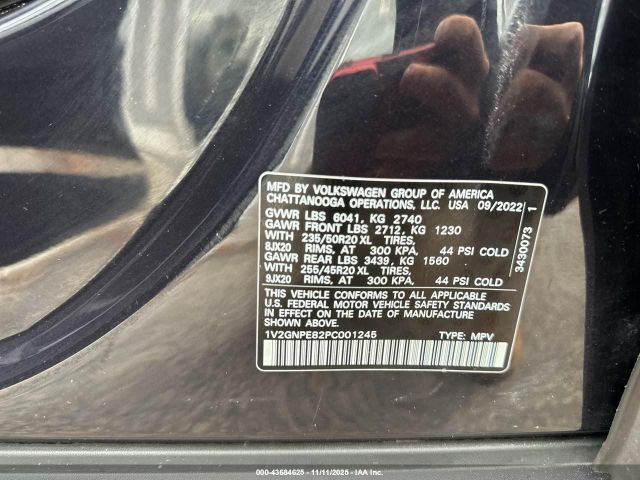 MFD BY VOLKSWAGEN GROUP OF AMERICA
CHATTANOOGA OPERATIONS, LLC. USA 09/2022
GVWR LBS 6041, KG 2740
GAWR FRONT LBS 2712, KG 1230
WITH 235/50R20 XL TIRES,
8JX20 RIMS, AT 300 KPA, 44 PSI COLD
GAWR REAR LBS 3439, KG 1560
WITH 255/45R20 XL TIRES,
9JX20 RIMS, AT 300 KPA, 44 PSI COLD
THIS VEHICLE CONFORMS TO ALL APPLICABLE
U.S. FEDERAL MOTOR VEHICLE SAFETY STANDARDS
IN EFFECT ON THE DATE OF MANUFACTURE
SHOWN ABOVE.
1V2GNPE82PC001245 TYPE: MPV
3430073 1
000-43684625 - 11/11/2025 - IAA Inc.